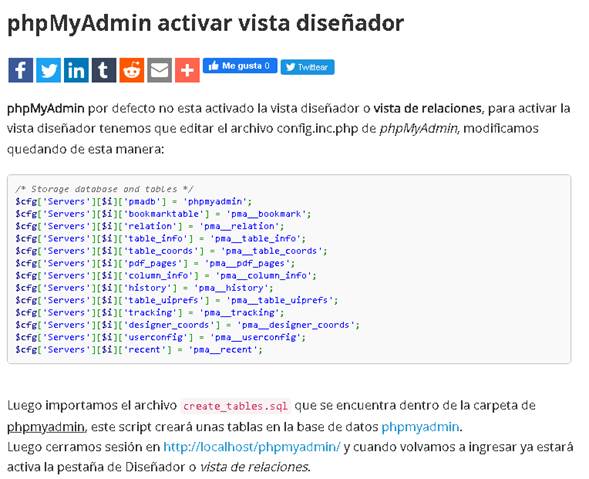 phpMyAdmin activar vista diseñador
Me gusta 0
Twittear
phpMyAdmin por defecto no esta activado la vista diseñador o vista de relaciones, para activar la
vista diseñador tenemos que editar el archivo config.inc.php de phpMyAdmin, modificamos
quedando de esta manera:
/* Storage database and tables */
$cfg['Servers'][$i]['pmadb'] = 'phpmyadmin';
$cfg['Servers'][$i]['bookmarktable'] = 'pma__bookmark';
$cfg['Servers'][$i]['relation'] = 'pma__relation';
$cfg['Servers'][$i]['table_info'] = 'pma__table_info';
$cfg['Servers'][$i]['table_coords'] = 'pma__table_coords';
$cfg['Servers'][$i]['pdf_pages'] = 'pma__pdf_pages';
$cfg['Servers'][$i]['column_info'] = 'pma__column_info';
$cfg['Servers'][$i]['history'] = 'pma__history';
$cfg['Servers'][$i]['table_uiprefs'] = 'pma__table_uiprefs';
$cfg['Servers'][$i]['tracking'] = 'pma__tracking';
$cfg['Servers'][$i]['designer_coords'] = 'pma__designer_coords';
$cfg['Servers'][$i]['userconfig'] = 'pma__userconfig';
$cfg['Servers'][$i]['recent'] = 'pma__recent';
Luego importamos el archivo create_tables.sql que se encuentra dentro de la carpeta de
phpmyadmin, este script creará unas tablas en la base de datos phpmyadmin.
Luego cerramos sesión en http://localhost/phpmyadmin/ y cuando volvamos a ingresar ya estará
activa la pestaña de Diseñador o vista de relaciones.